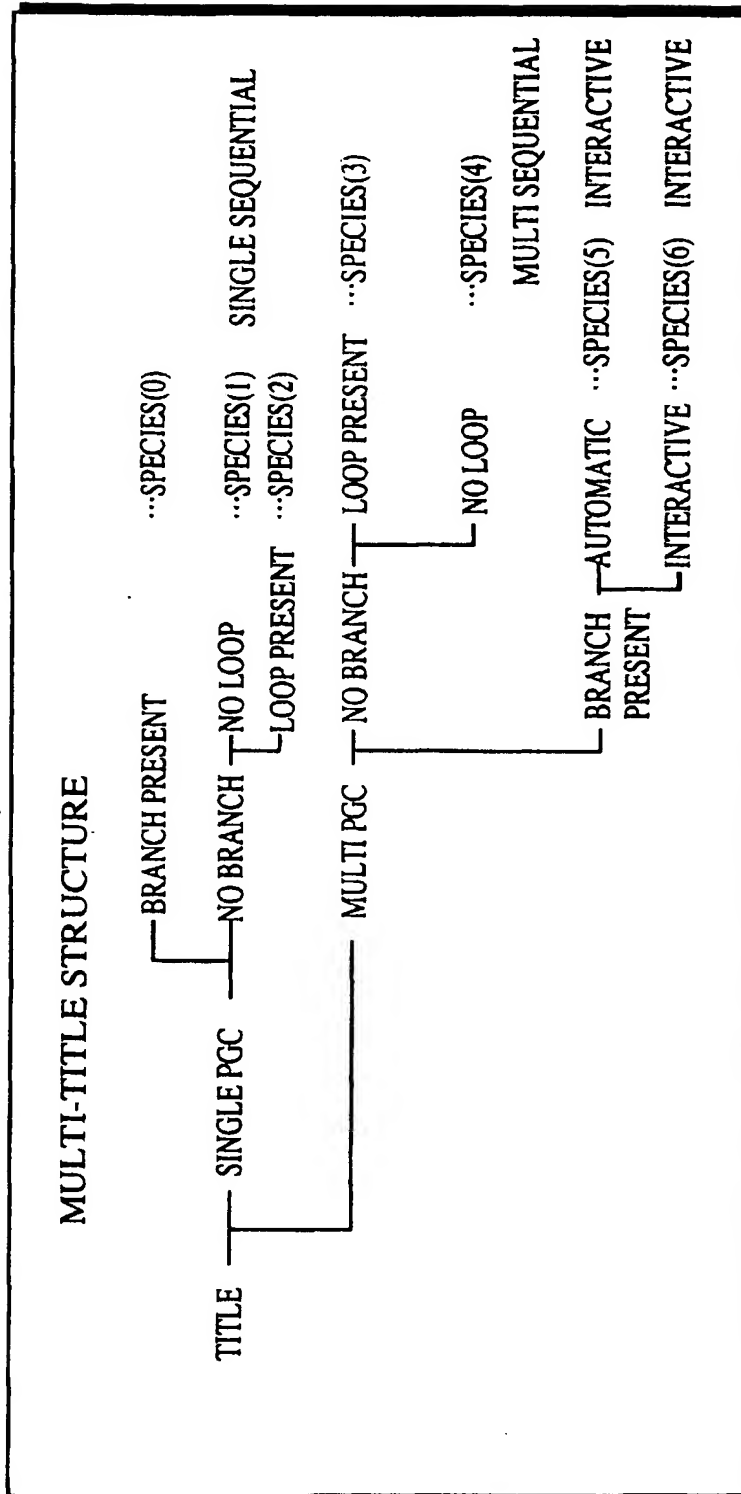 MULTI-TITLE STRUCTURE
BRANCH PRESENT …SPECIES(0)
TITLE SINGLE PGC NO BRANCH NO LOOP …SPECIES(1) SINGLE SEQUENTIAL
LOOP PRESENT …SPECIES(2)
MULTI PGC NO BRANCH LOOP PRESENT …SPECIES(3)
NO LOOP …SPECIES(4)
MULTI SEQUENTIAL
BRANCH AUTOMATIC …SPECIES(5) INTERACTIVE
PRESENT
INTERACTIVE …SPECIES(6) INTERACTIVE